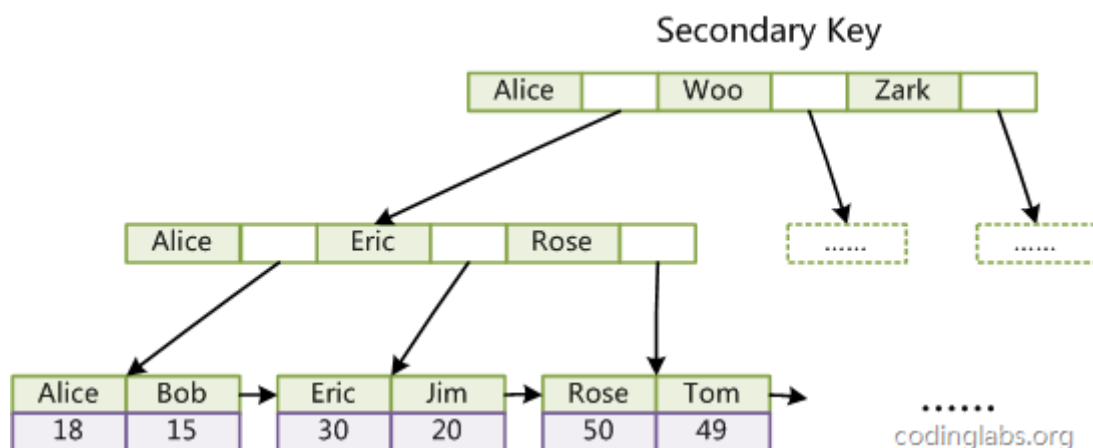 Secondary Key
Alice Woo Zark
Alice Eric Rose
...... ......
Alice Bob Eric Jim Rose Tom
18 15 30 20 50 49
......
codinglabs.org